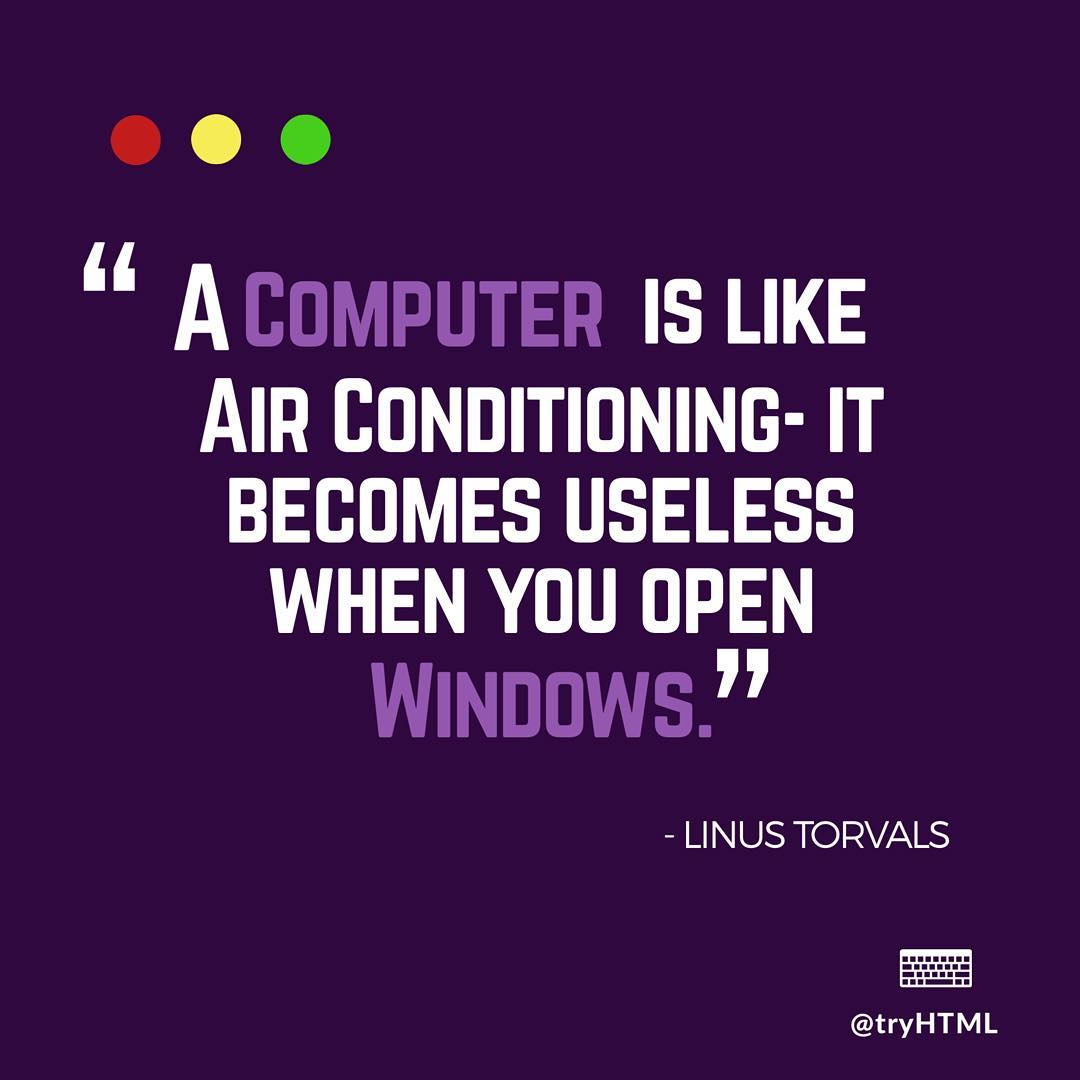 “ A Computer is like
Air Conditioning- it
becomes useless
when you open
Windows.”
- LINUS TORVALS
@tryHTML